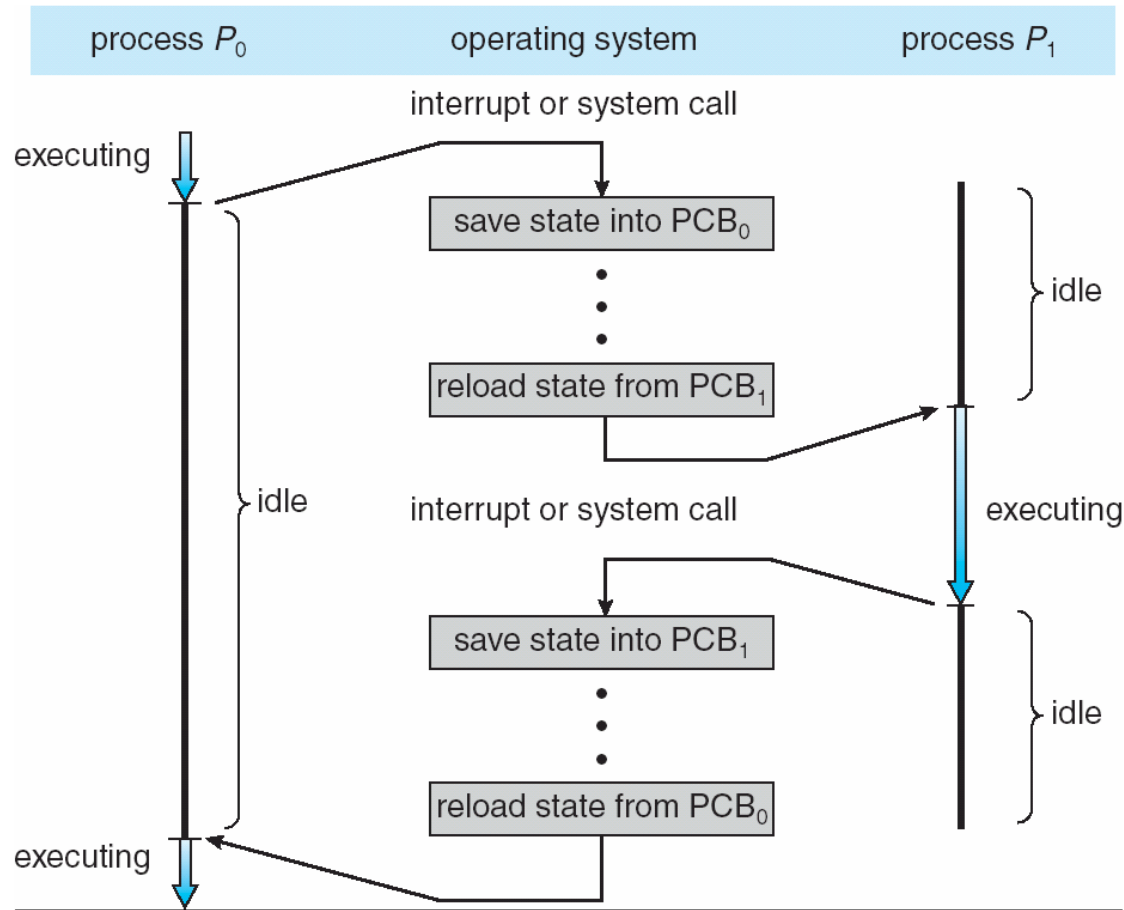 process P₀ operating system process P₁
interrupt or system call
executing
save state into PCB₀
idle
reload state from PCB₁
idle
interrupt or system call
executing
save state into PCB₁
idle
reload state from PCB₀
executing